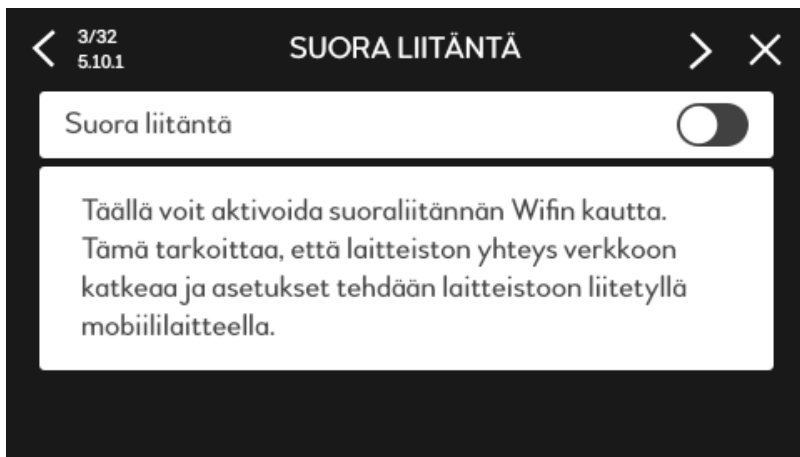 3/32
5.10.1
SUORA LIITÄNTÄ
Suora liitäntä
Täällä voit aktivoida suoraliitännän Wifin kautta.
Tämä tarkoittaa, että laitteiston yhteys verkkoon
katkeaa ja asetukset tehdään laitteistoon liitetyllä
mobiililaitteella.